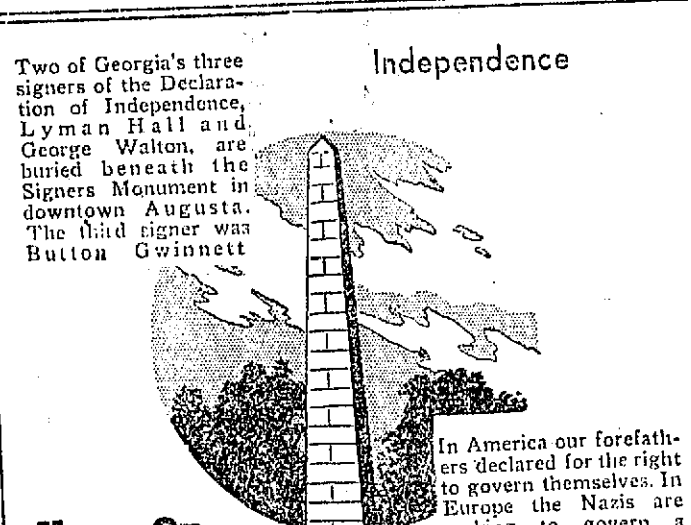 Independence
Two of Georgia's three
signers of the Declara-
tion of Independence,
Lyman Hall and
George Walton, are
buried beneath the
Signers Monument in
downtown Augusta.
The third signer was
Button Gwinnett
In America our forefath-
ers declared for the right
to govern themselves. In
Europe the Nazis are
to govern a